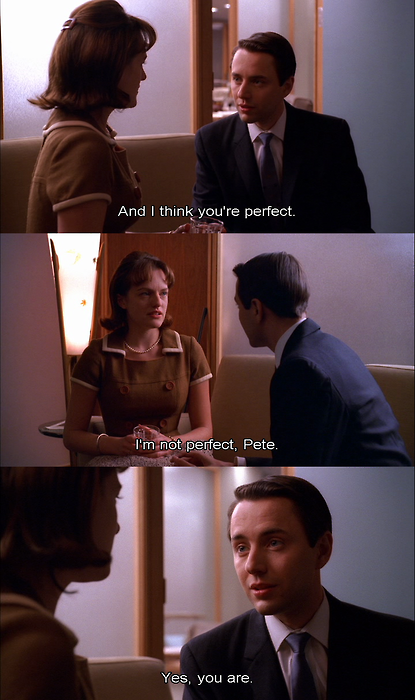 And I think you're perfect.
I'm not perfect, Pete.
Yes, you are.